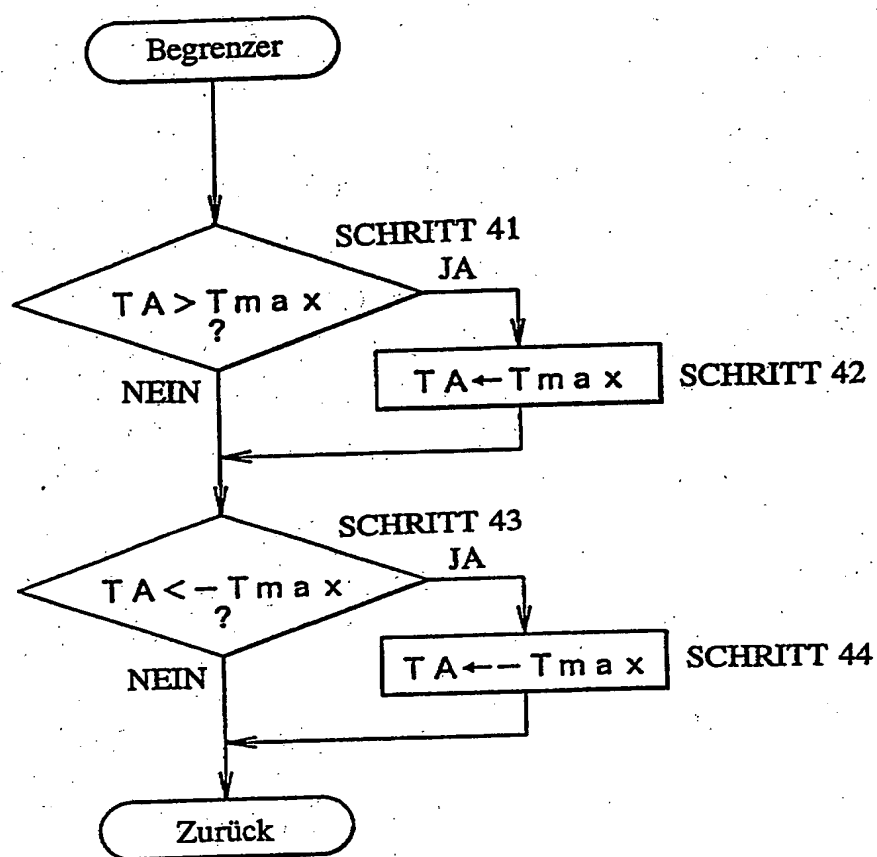 Begrenzer
SCHRITT 41
JA
TA>Tmax
?
NEIN
TA←Tmax
SCHRITT 42
SCHRITT 43
JA
TA<−Tmax
?
NEIN
TA←−Tmax
SCHRITT 44
Zurück